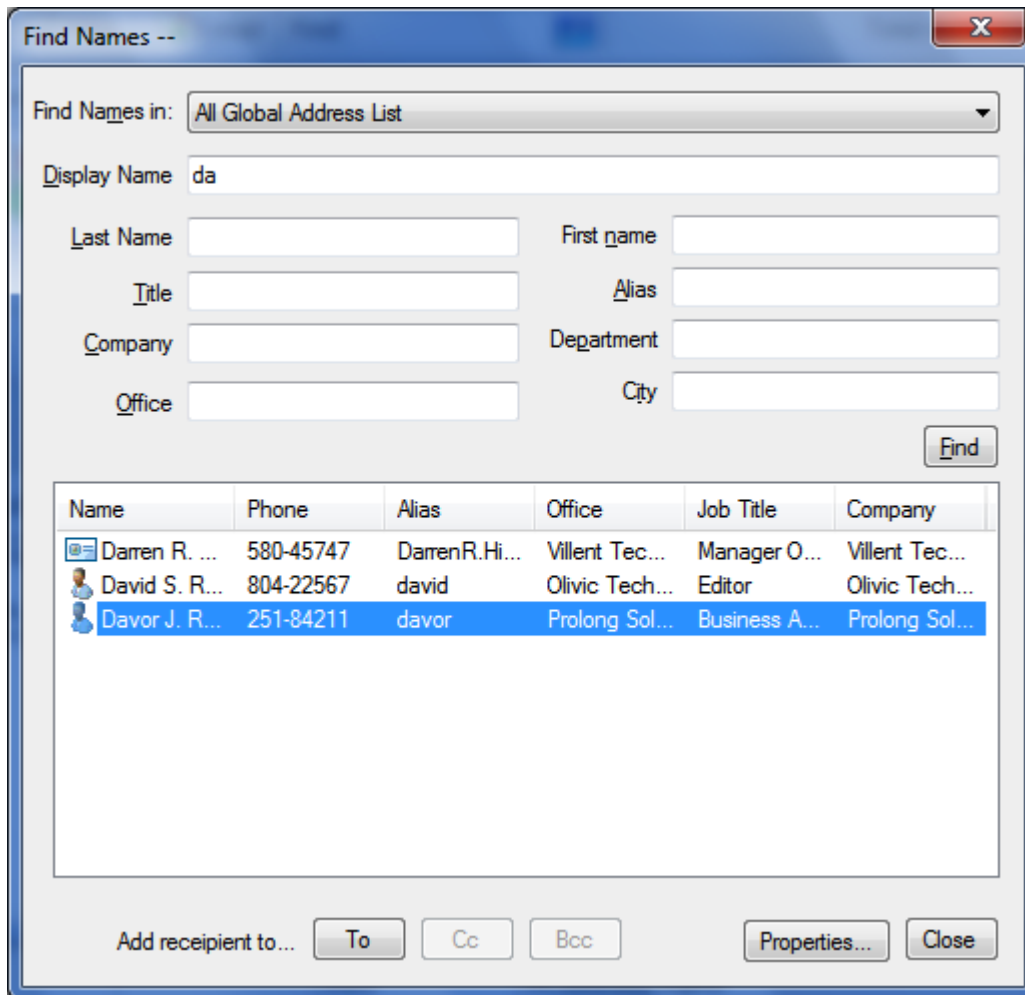 Find Names --
Find Names in: All Global Address List
Display Name da
Last Name First name
Title Alias
Company Department
Office City
Find
Name Phone Alias Office Job Title Company
Darren R. ... 580-45747 DarrenR.Hi... Villent Tec... Manager O... Villent Tec...
David S. R... 804-22567 david Olivic Tech... Editor Olivic Tech...
Davor J. R... 251-84211 davor Prolong Sol... Business A... Prolong Sol...
Add receipient to... To Cc Bcc Properties... Close